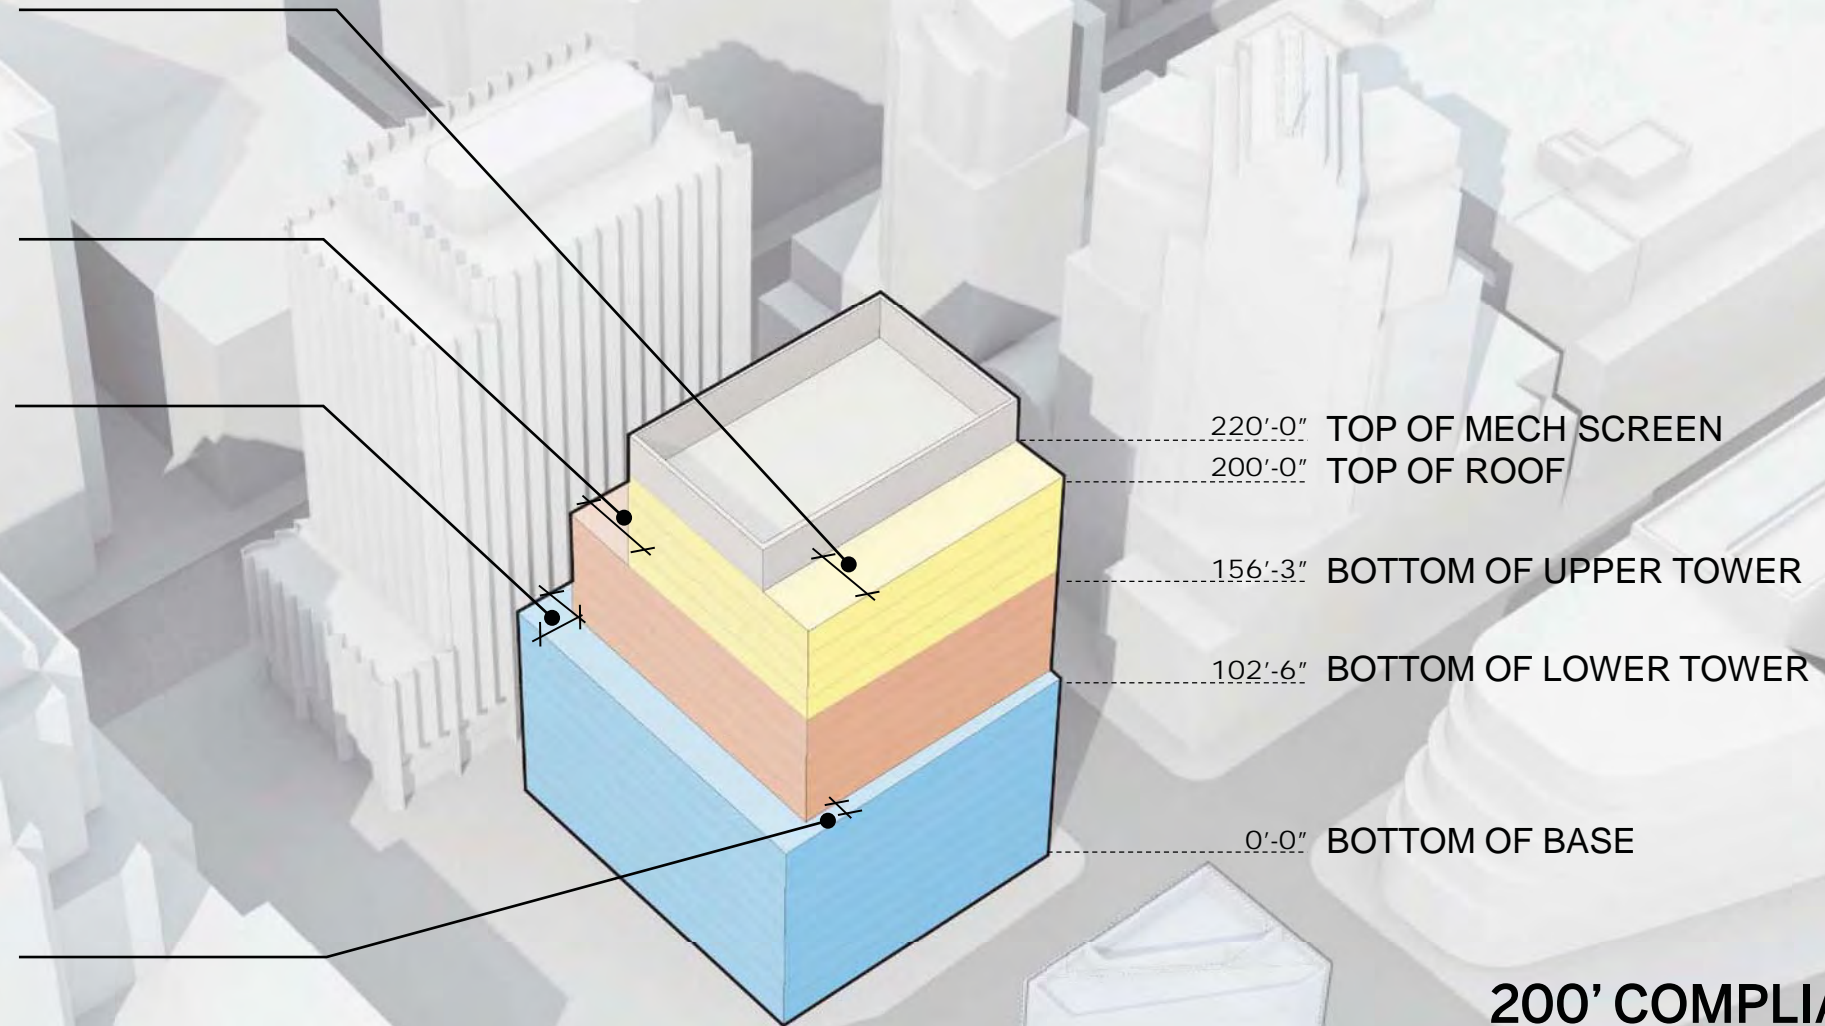 220'-0" TOP OF MECH SCREEN
200'-0" TOP OF ROOF
156'-3" BOTTOM OF UPPER TOWER
102'-6" BOTTOM OF LOWER TOWER
0'-0" BOTTOM OF BASE
200’